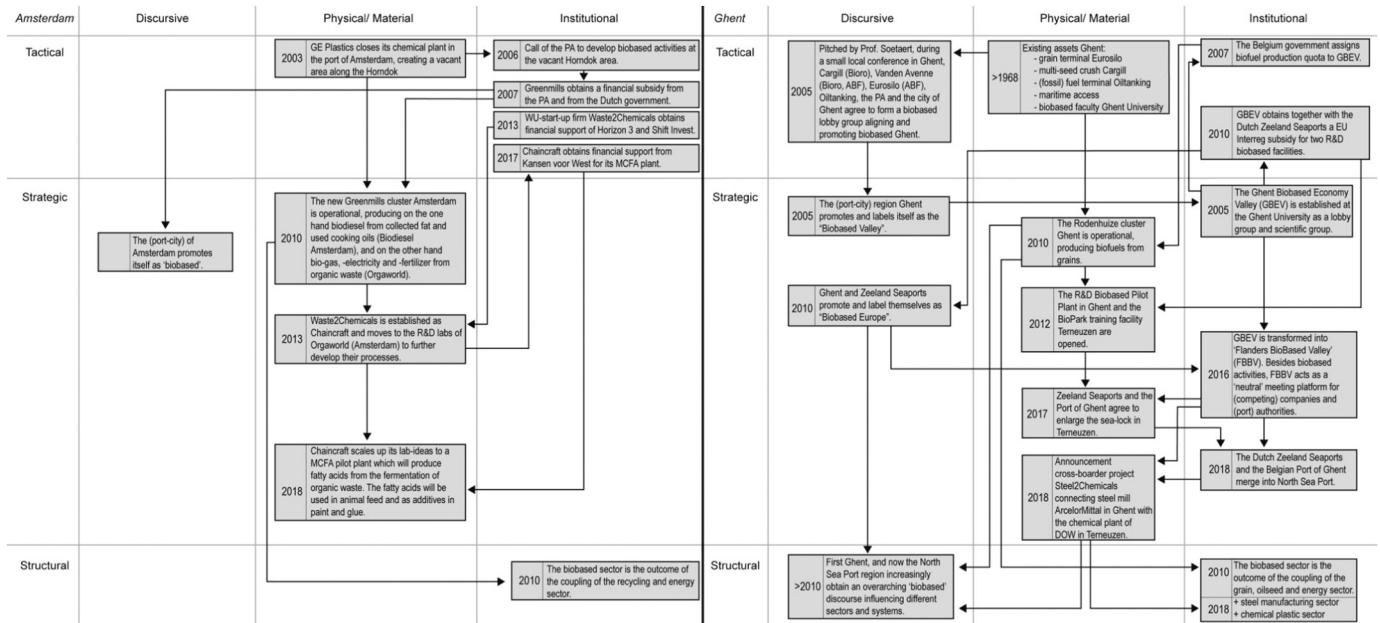 Amsterdam
Discursive
Physical/ Material
Institutional
Tactical
2003
GE Plastics closes its chemical plant in
the port of Amsterdam, creating a vacant
area along the Horndok
2006
Call of the PA to develop biobased activities at
the vacant Horndok area.
2007
Greenmills obtains a financial subsidy from
the PA and from the Dutch government.
2013
WU-start-up firm Waste2Chemicals obtains
financial support of Horizon 3 and Shift Invest.
2017
Chaincraft obtains financial support from
Kansen voor West for its MCFA plant.
Strategic
The (port-city) of
Amsterdam promotes
itself as ‘biobased’.
2010
The new Greenmills cluster Amsterdam
is operational, producing on the one
hand biodiesel from collected fat and
used cooking oils (Biodiesel
Amsterdam), and on the other hand
bio-gas, -electricity and -fertilizer from
organic waste (Orgaworld).
2013
Waste2Chemicals is established as
Chaincraft and moves to the R&D labs of
Orgaworld (Amsterdam) to further
develop their processes.
2018
Chaincraft scales up its lab-ideas to a
MCFA pilot plant which will produce
fatty acids from the fermentation of
organic waste. The fatty acids will be
used in animal feed and as additives in
paint and glue.
Structural
2010
The biobased sector is the outcome of
the coupling of the recycling and energy
sector.
Ghent
Discursive
Physical/ Material
Institutional
Tactical
2005
Pitched by Prof. Soetaert, during
a small local conference in Ghent,
Cargill (Bioro), Vanden Avenne
(Bioro, ABF), Eurosilo (ABF),
Oiltanking, the PA and the city of
Ghent agree to form a biobased
lobby group aligning and
promoting biobased Ghent.
>1968
Existing assets Ghent:
- grain terminal Eurosilo
- multi-seed crush Cargill
- (fossil) fuel terminal Oiltanking
- maritime access
- biobased faculty Ghent University
2007
The Belgium government assigns
biofuel production quota to GBEV.
2010
GBEV obtains together with the
Dutch Zeeland Seaports a EU
Interreg subsidy for two R&D
biobased facilities.
Strategic
2005
The (port-city) region Ghent
promotes and labels itself as the
“Biobased Valley”.
2010
The Rodenhuize cluster
Ghent is operational,
producing biofuels from
grains.
2005
The Ghent Biobased Economy
Valley (GBEV) is established at
the Ghent University as a lobby
group and scientific group.
2010
Ghent and Zeeland Seaports
promote and label themselves as
“Biobased Europe”.
2012
The R&D Biobased Pilot
Plant in Ghent and the
BioPark training facility
Terneuzen are
opened.
2016
GBEV is transformed into
‘Flanders BioBased Valley’
(FBBV). Besides biobased
activities, FBBV acts as a
‘neutral’ meeting platform for
(competing) companies and
(port) authorities.
2017
Zeeland Seaports and the
Port of Ghent agree to
enlarge the sea-lock in
Terneuzen.
2018
Announcement
cross-boarder project
Steel2Chemicals
connecting steel mill
ArcelorMittal in Ghent with
the chemical plant of
DOW in Terneuzen.
2018
The Dutch Zeeland Seaports
and the Belgian Port of Ghent
merge into North Sea Port.
Structural
>2010
First Ghent, and now the North
Sea Port region increasingly
obtain an overarching ‘biobased’
discourse influencing different
sectors and systems.
2010
The biobased sector is the
outcome of the coupling of the
grain, oilseed and energy sector.
2018
+ steel manufacturing sector
+ chemical plastic sector